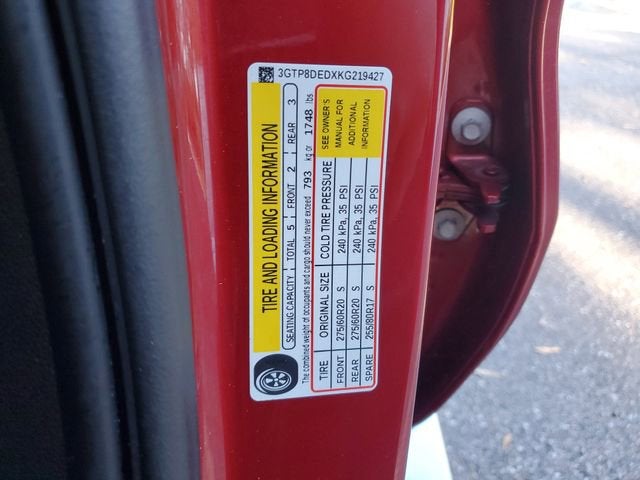 3GTP8DEDXKG219427
TIRE AND LOADING INFORMATION
SEATING CAPACITY TOTAL 5 FRONT 2 REAR 3
The combined weight of occupants and cargo should never exceed 793 kg or 1748 lbs
TIRE ORIGINAL SIZE COLD TIRE PRESSURE SEE OWNER'S
FRONT 275/60R20 S 240 kPa, 35 PSI MANUAL FOR
REAR 275/60R20 S 240 kPa, 35 PSI ADDITIONAL
SPARE 255/80R17 S 240 kPa, 35 PSI INFORMATION